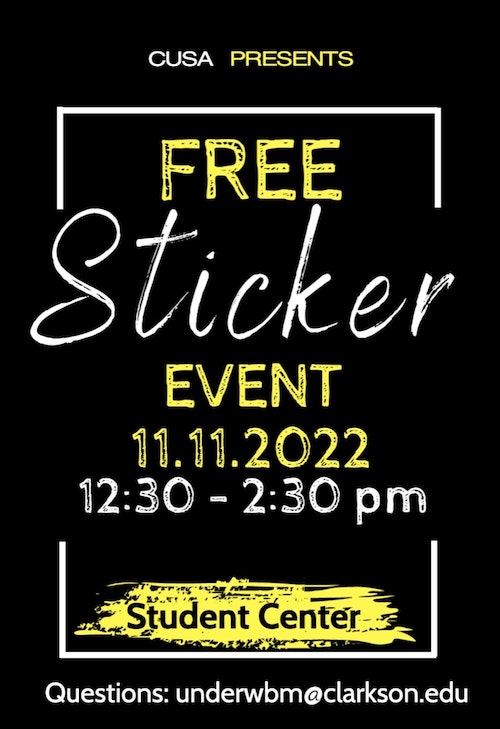 CUSA PRESENTS
FREE
Sticker
EVENT
11.11.2022
12:30 - 2:30 pm
Student Center
Questions: underwbm@clarkson.edu